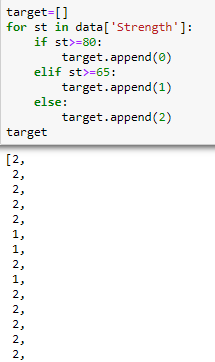 target=[]
for st in data['Strength']:
    if st>=80:
        target.append(0)
    elif st>=65:
        target.append(1)
    else:
        target.append(2)
target
[2,
 2,
 2,
 2,
 2,
 1,
 1,
 2,
 1,
 2,
 2,
 2,
 2,
 2,